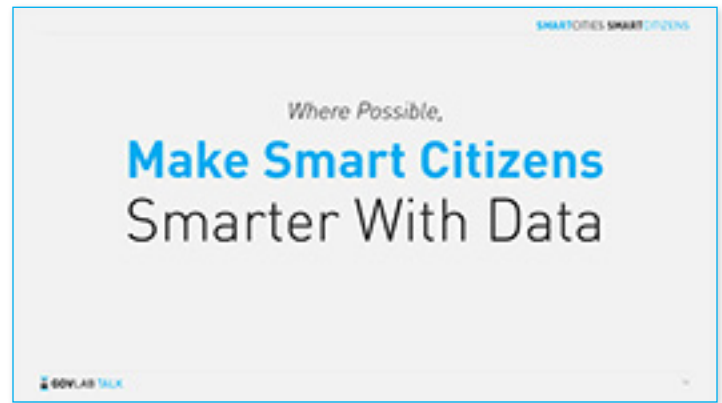 SMARTCITIES SMARTCITIZENS
Where Possible,
Make Smart Citizens
Smarter With Data
GOVLAB TALK